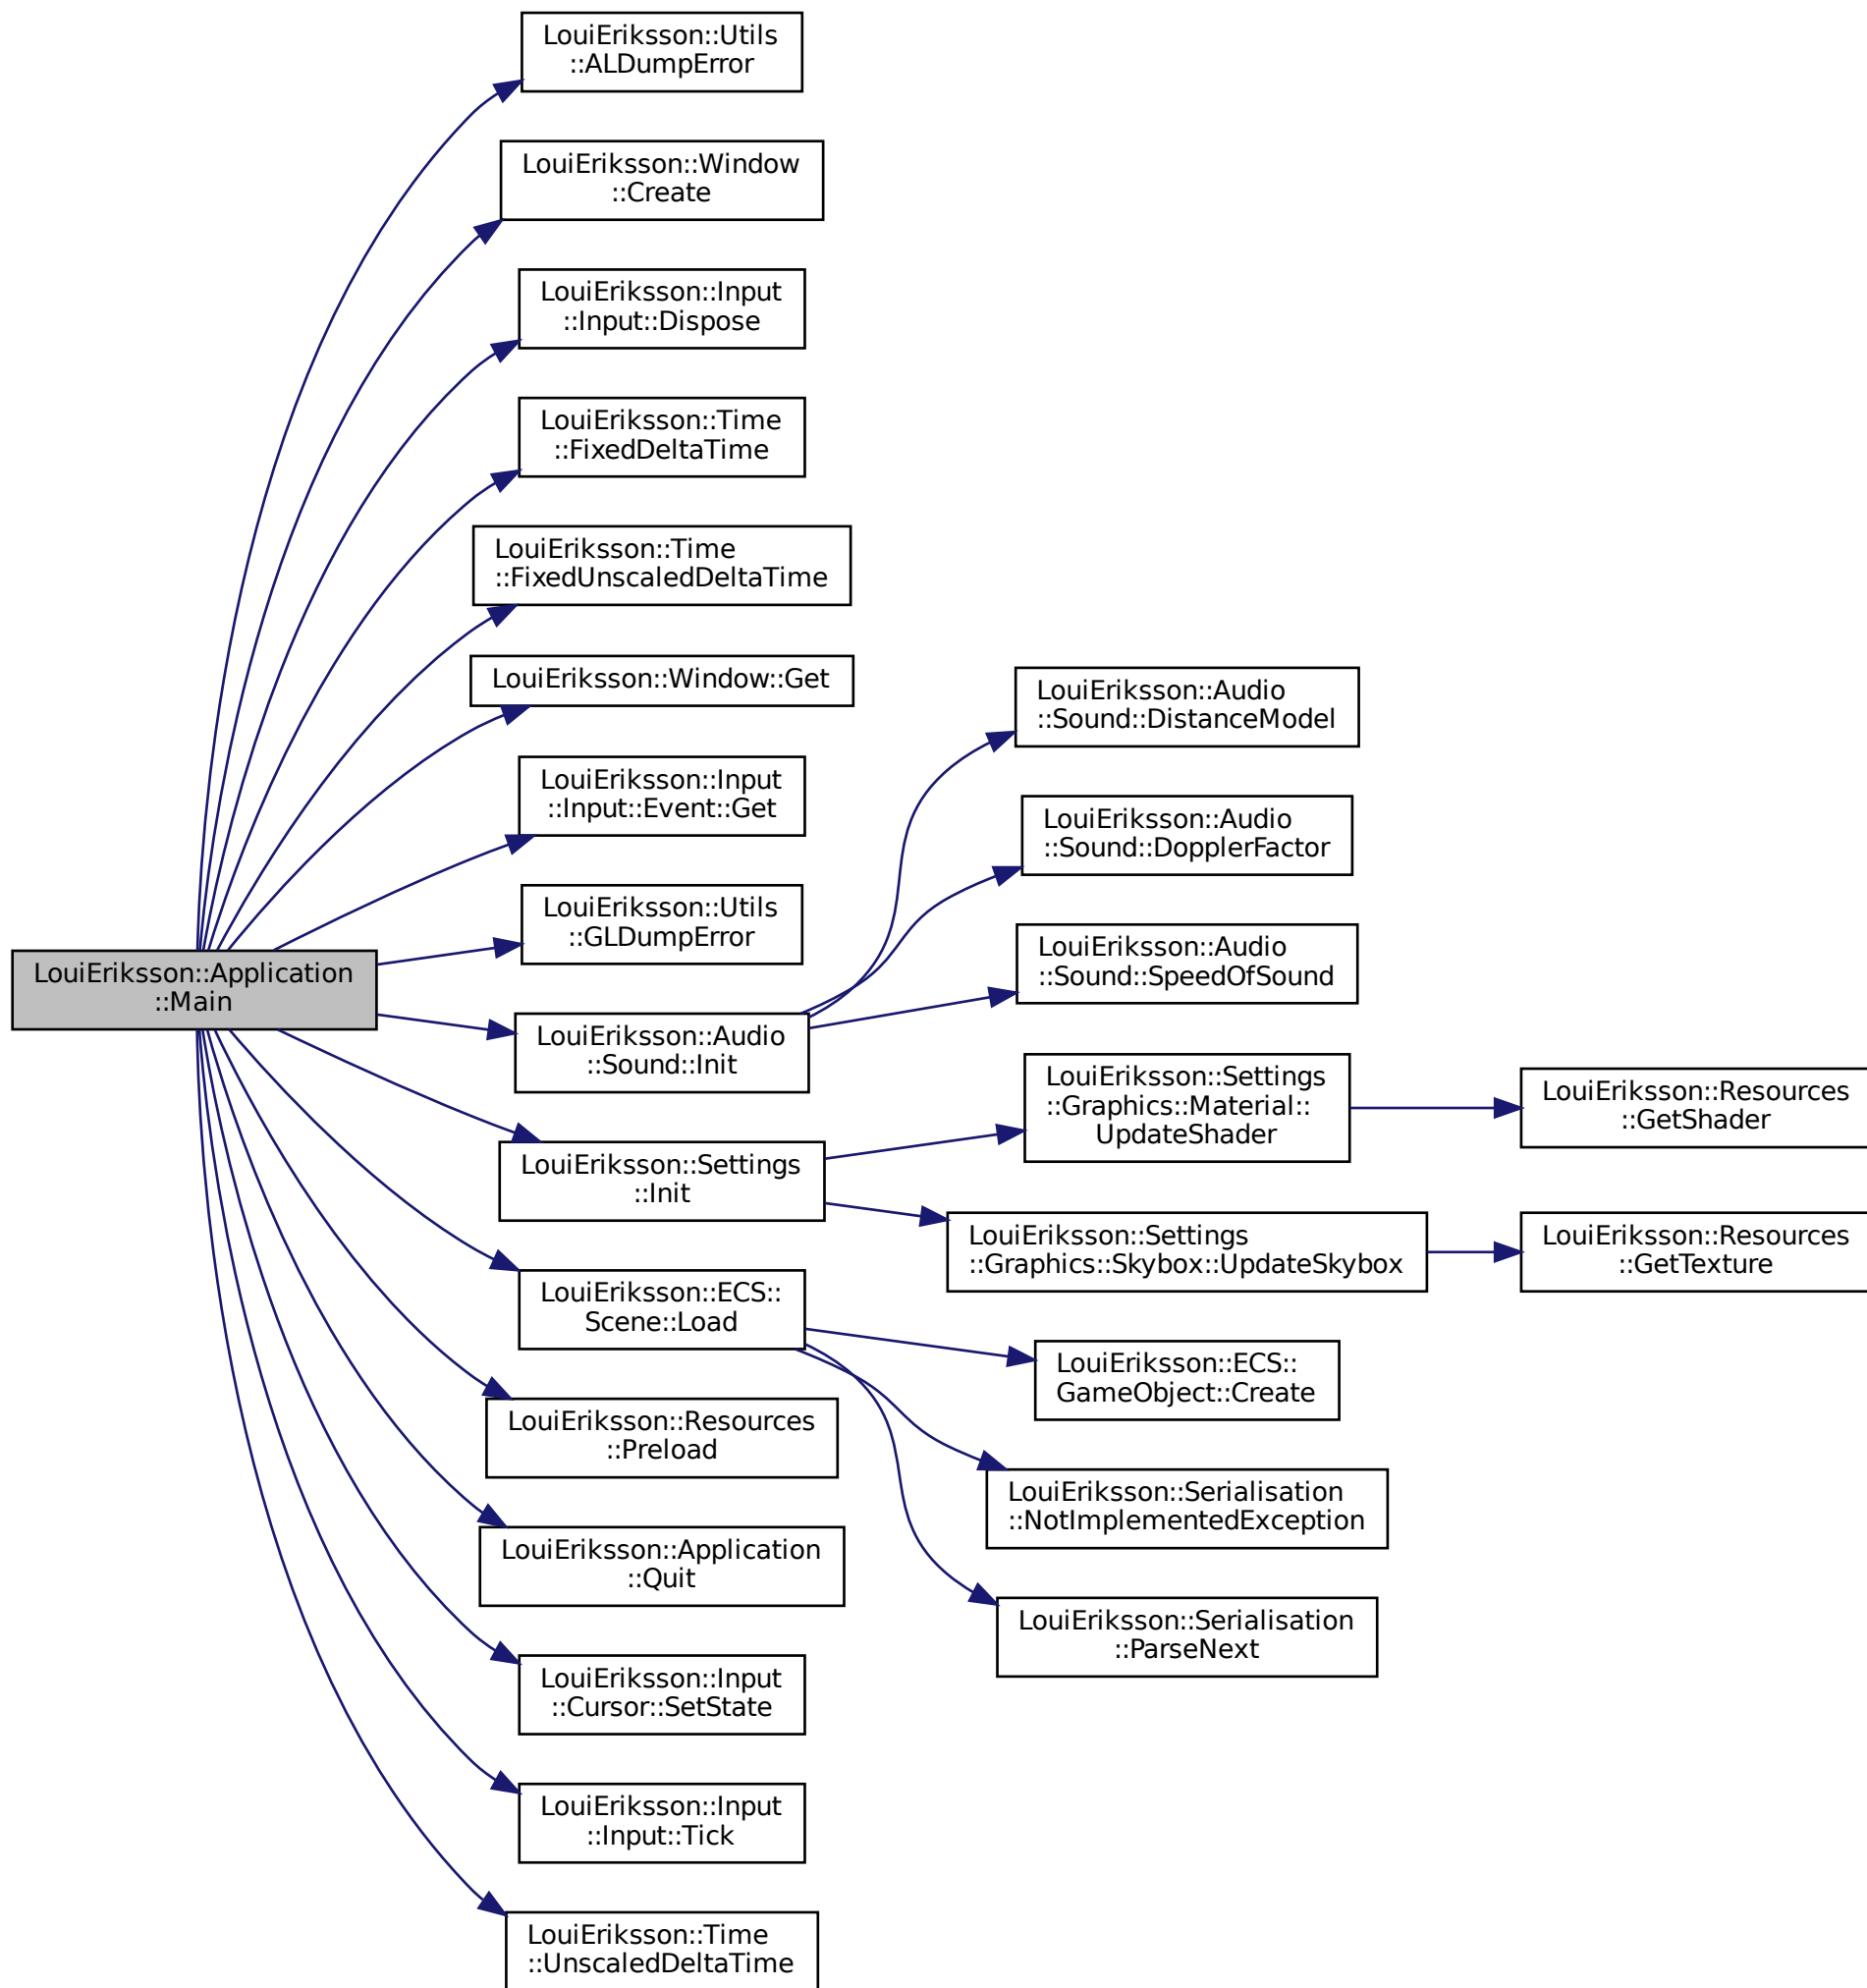 LouiEriksson::Utils
::ALDumpError
LouiEriksson::Window
::Create
LouiEriksson::Input
::Input::Dispose
LouiEriksson::Time
::FixedDeltaTime
LouiEriksson::Time
::FixedUnscaledDeltaTime
LouiEriksson::Window::Get
LouiEriksson::Input
::Input::Event::Get
LouiEriksson::Utils
::GLDumpError
LouiEriksson::Application
::Main
LouiEriksson::Audio
::Sound::Init
LouiEriksson::Settings
::Init
LouiEriksson::ECS::
Scene::Load
LouiEriksson::Resources
::Preload
LouiEriksson::Application
::Quit
LouiEriksson::Input
::Cursor::SetState
LouiEriksson::Input
::Input::Tick
LouiEriksson::Time
::UnscaledDeltaTime
LouiEriksson::Audio
::Sound::DistanceModel
LouiEriksson::Audio
::Sound::DopplerFactor
LouiEriksson::Audio
::Sound::SpeedOfSound
LouiEriksson::Settings
::Graphics::Material::
UpdateShader
LouiEriksson::Settings
::Graphics::Skybox::UpdateSkybox
LouiEriksson::ECS::
GameObject::Create
LouiEriksson::Serialisation
::NotImplementedException
LouiEriksson::Serialisation
::ParseNext
LouiEriksson::Resources
::GetShader
LouiEriksson::Resources
::GetTexture